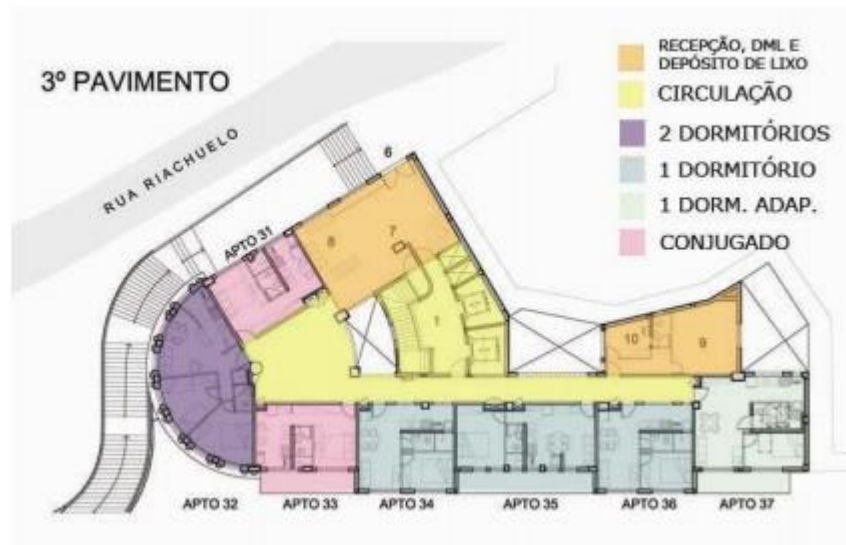 3º PAVIMENTO
RUA RIACHUELO
RECEPÇÃO, DML E
DEPÓSITO DE LIXO
CIRCULAÇÃO
2 DORMITÓRIOS
1 DORMITÓRIO
1 DORM. ADAP.
CONJUGADO
6
7
8
APTO 31
10
9
APTO 32
APTO 33
APTO 34
APTO 35
APTO 36
APTO 37